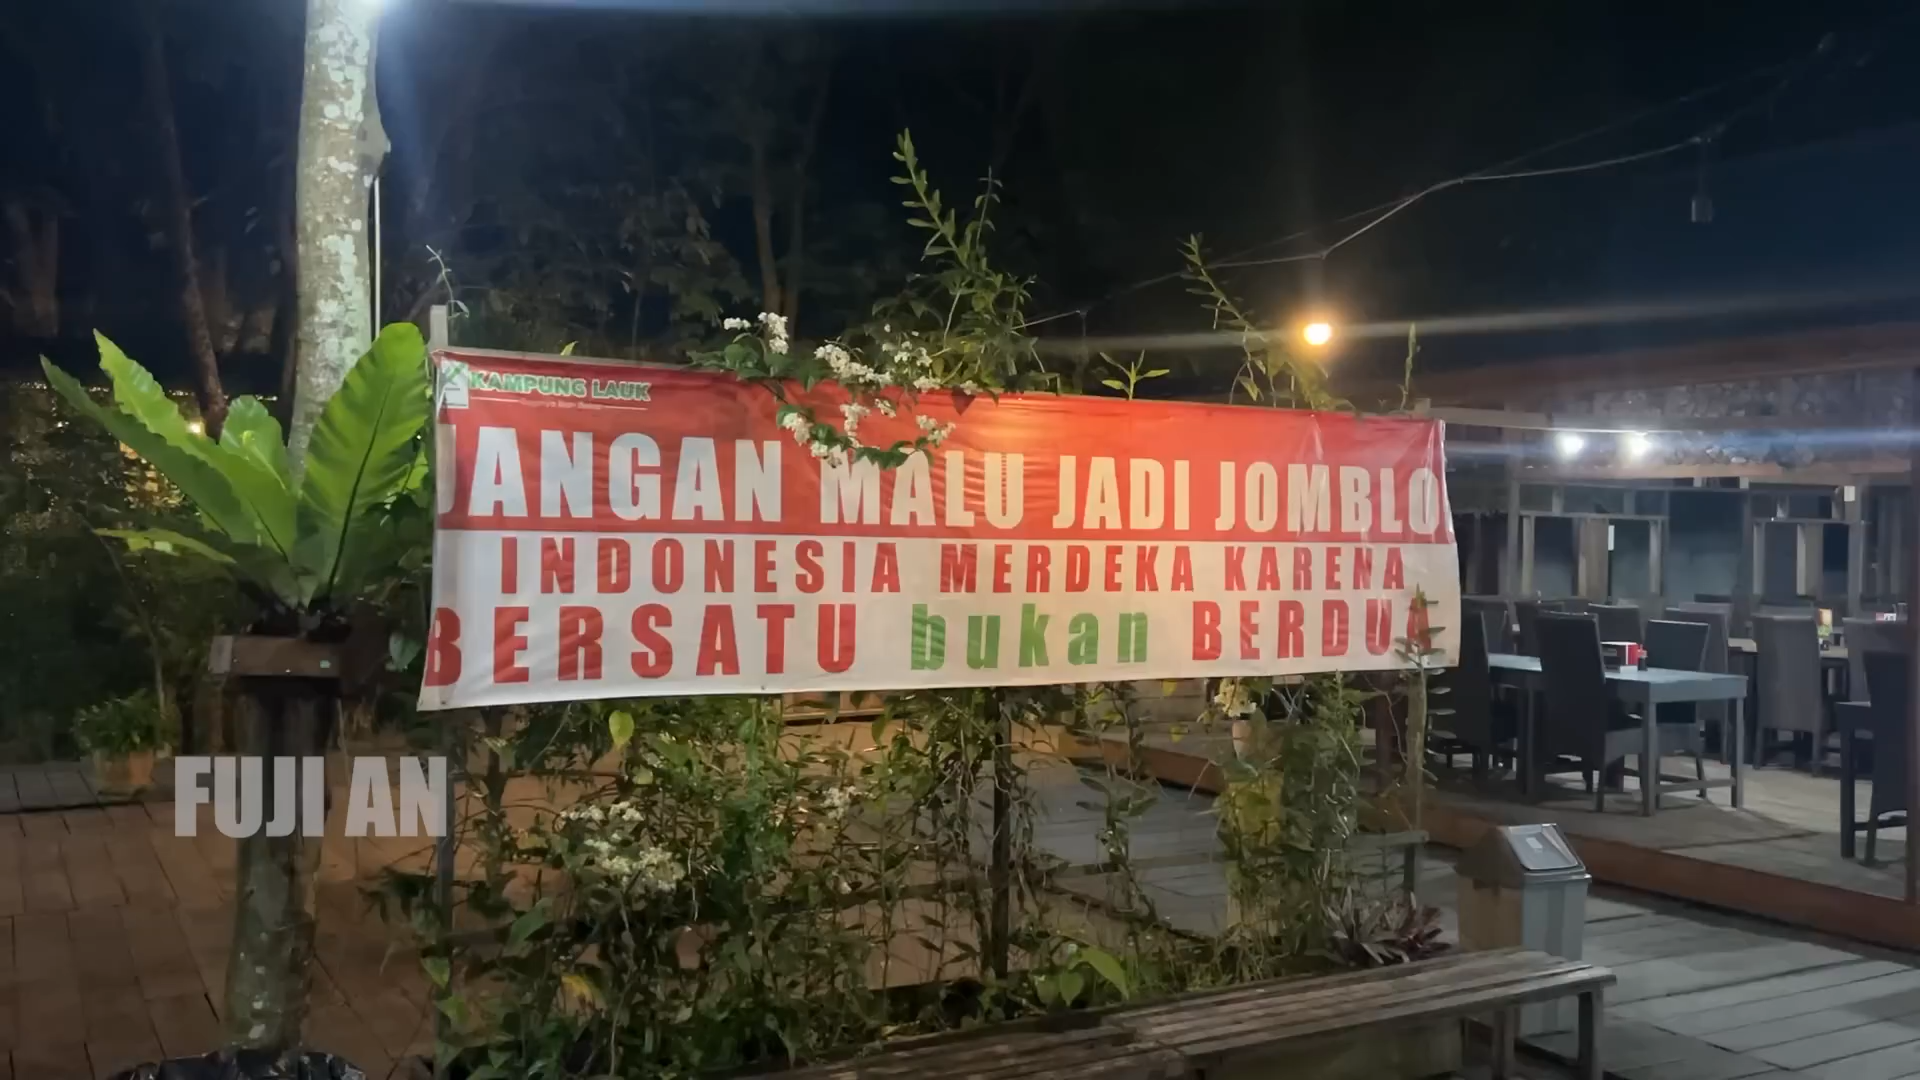 KAMPUNG LAUK
JANGAN MALU JADI JOMBLO
INDONESIA MERDEKA KARENA
BERSATU bukan BERDUA
FUJI AN